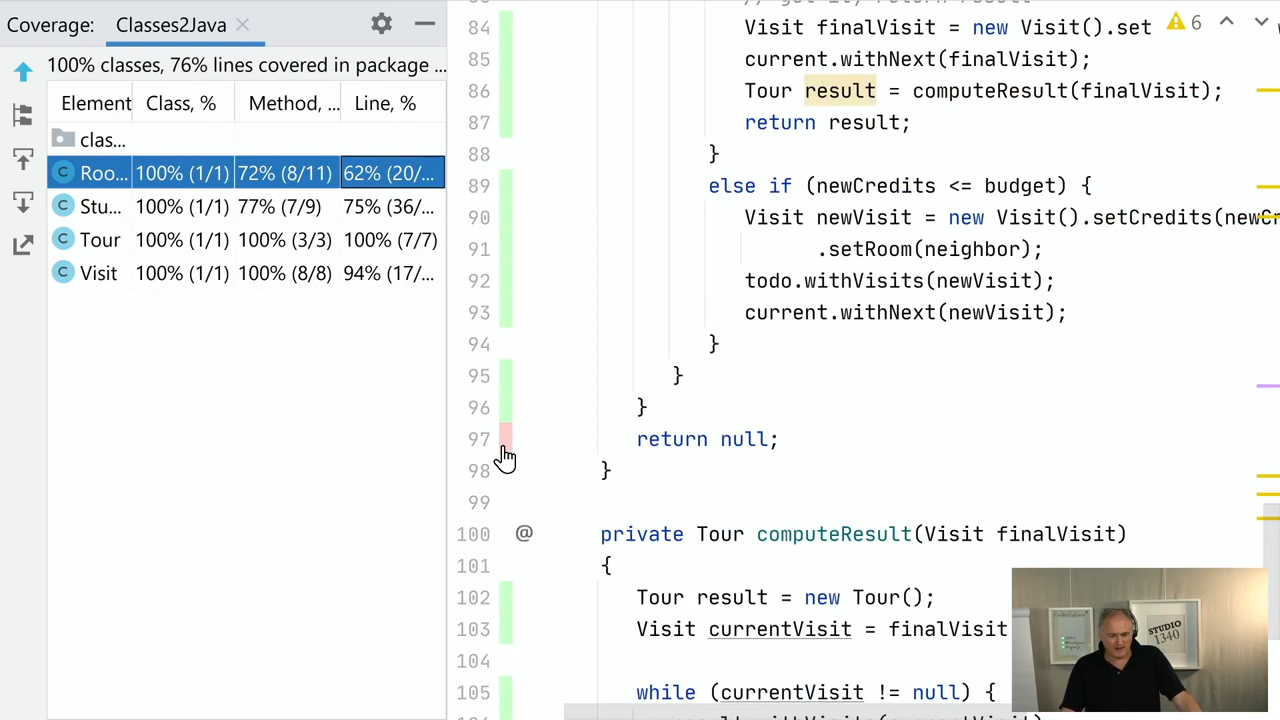 Coverage: Classes2Java
100% classes, 76% lines covered in package ...
Element Class, % Method, ... Line, %
clas...
Roo... 100% (1/1) 72% (8/11) 62% (20/...
Stu... 100% (1/1) 77% (7/9) 75% (36/...
Tour 100% (1/1) 100% (3/3) 100% (7/7)
Visit 100% (1/1) 100% (8/8) 94% (17/...
6
84 Visit finalVisit = new Visit().set
85 current.withNext(finalVisit);
86 Tour result = computeResult(finalVisit);
87 return result;
88 }
89 else if (newCredits <= budget) {
90 Visit newVisit = new Visit().setCredits(newCr
91 .setRoom(neighbor);
92 todo.withVisits(newVisit);
93 current.withNext(newVisit);
94 }
95 }
96 }
97 return null;
98 }
99
100 @ private Tour computeResult(Visit finalVisit)
101 {
102 Tour result = new Tour();
103 Visit currentVisit = finalVisit
104
105 while (currentVisit != null) {
STUDIO
1340